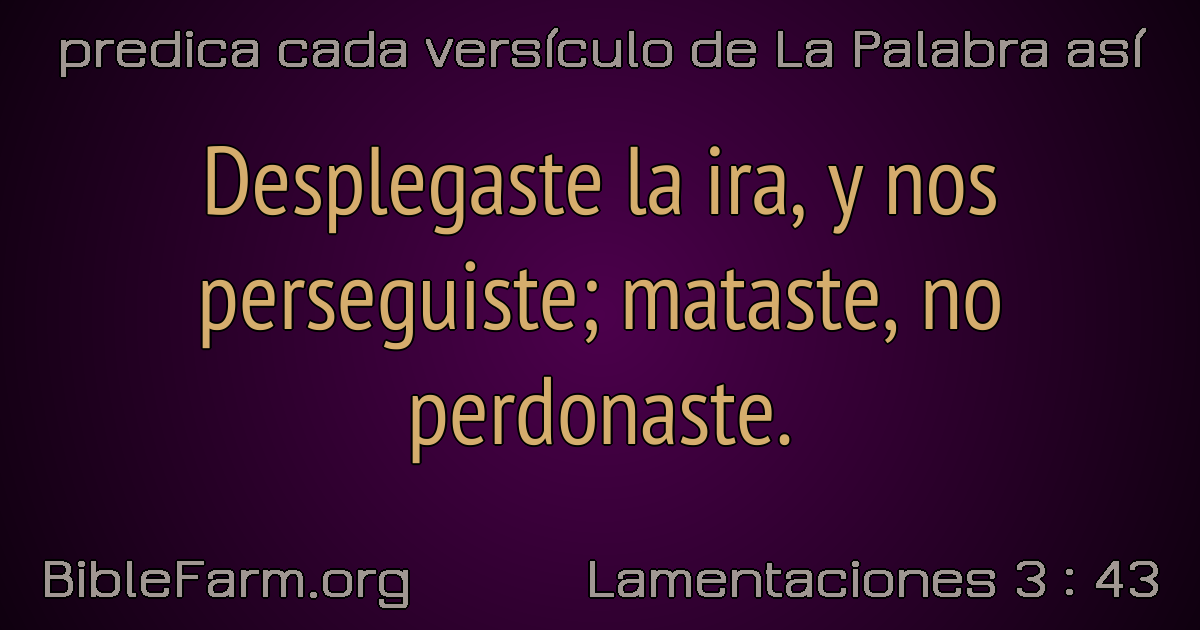 predica cada versículo de La Palabra así
Desplegaste la ira, y nos
perseguiste; mataste, no
perdonaste.
BibleFarm.org
Lamentaciones 3 : 43